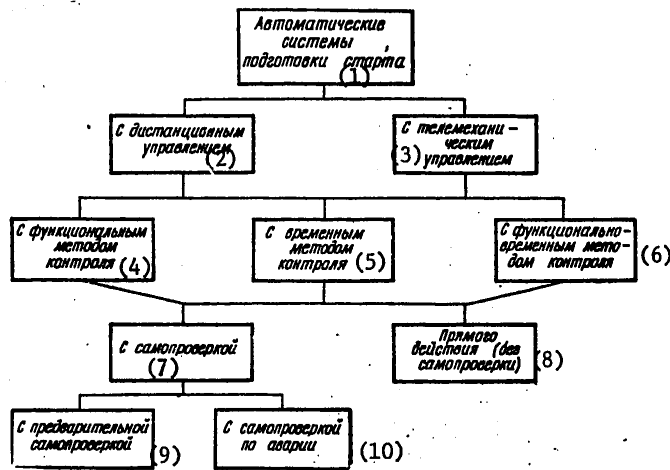 Автоматические
системы
подготовки старта
(1)
С дистанционным
управлением
(2)
С телемехани-
ческим
управлением
(3)
С функциональным
методом
контроля (4)
С временным
методом
контроля (5)
С функционально-
временным мето-
дом контроля
(6)
С самопроверкой
(7)
Прямого
действия (без
самопроверки)
(8)
С предварительной
самопроверкой
(9)
С самопроверкой
по аварии
(10)